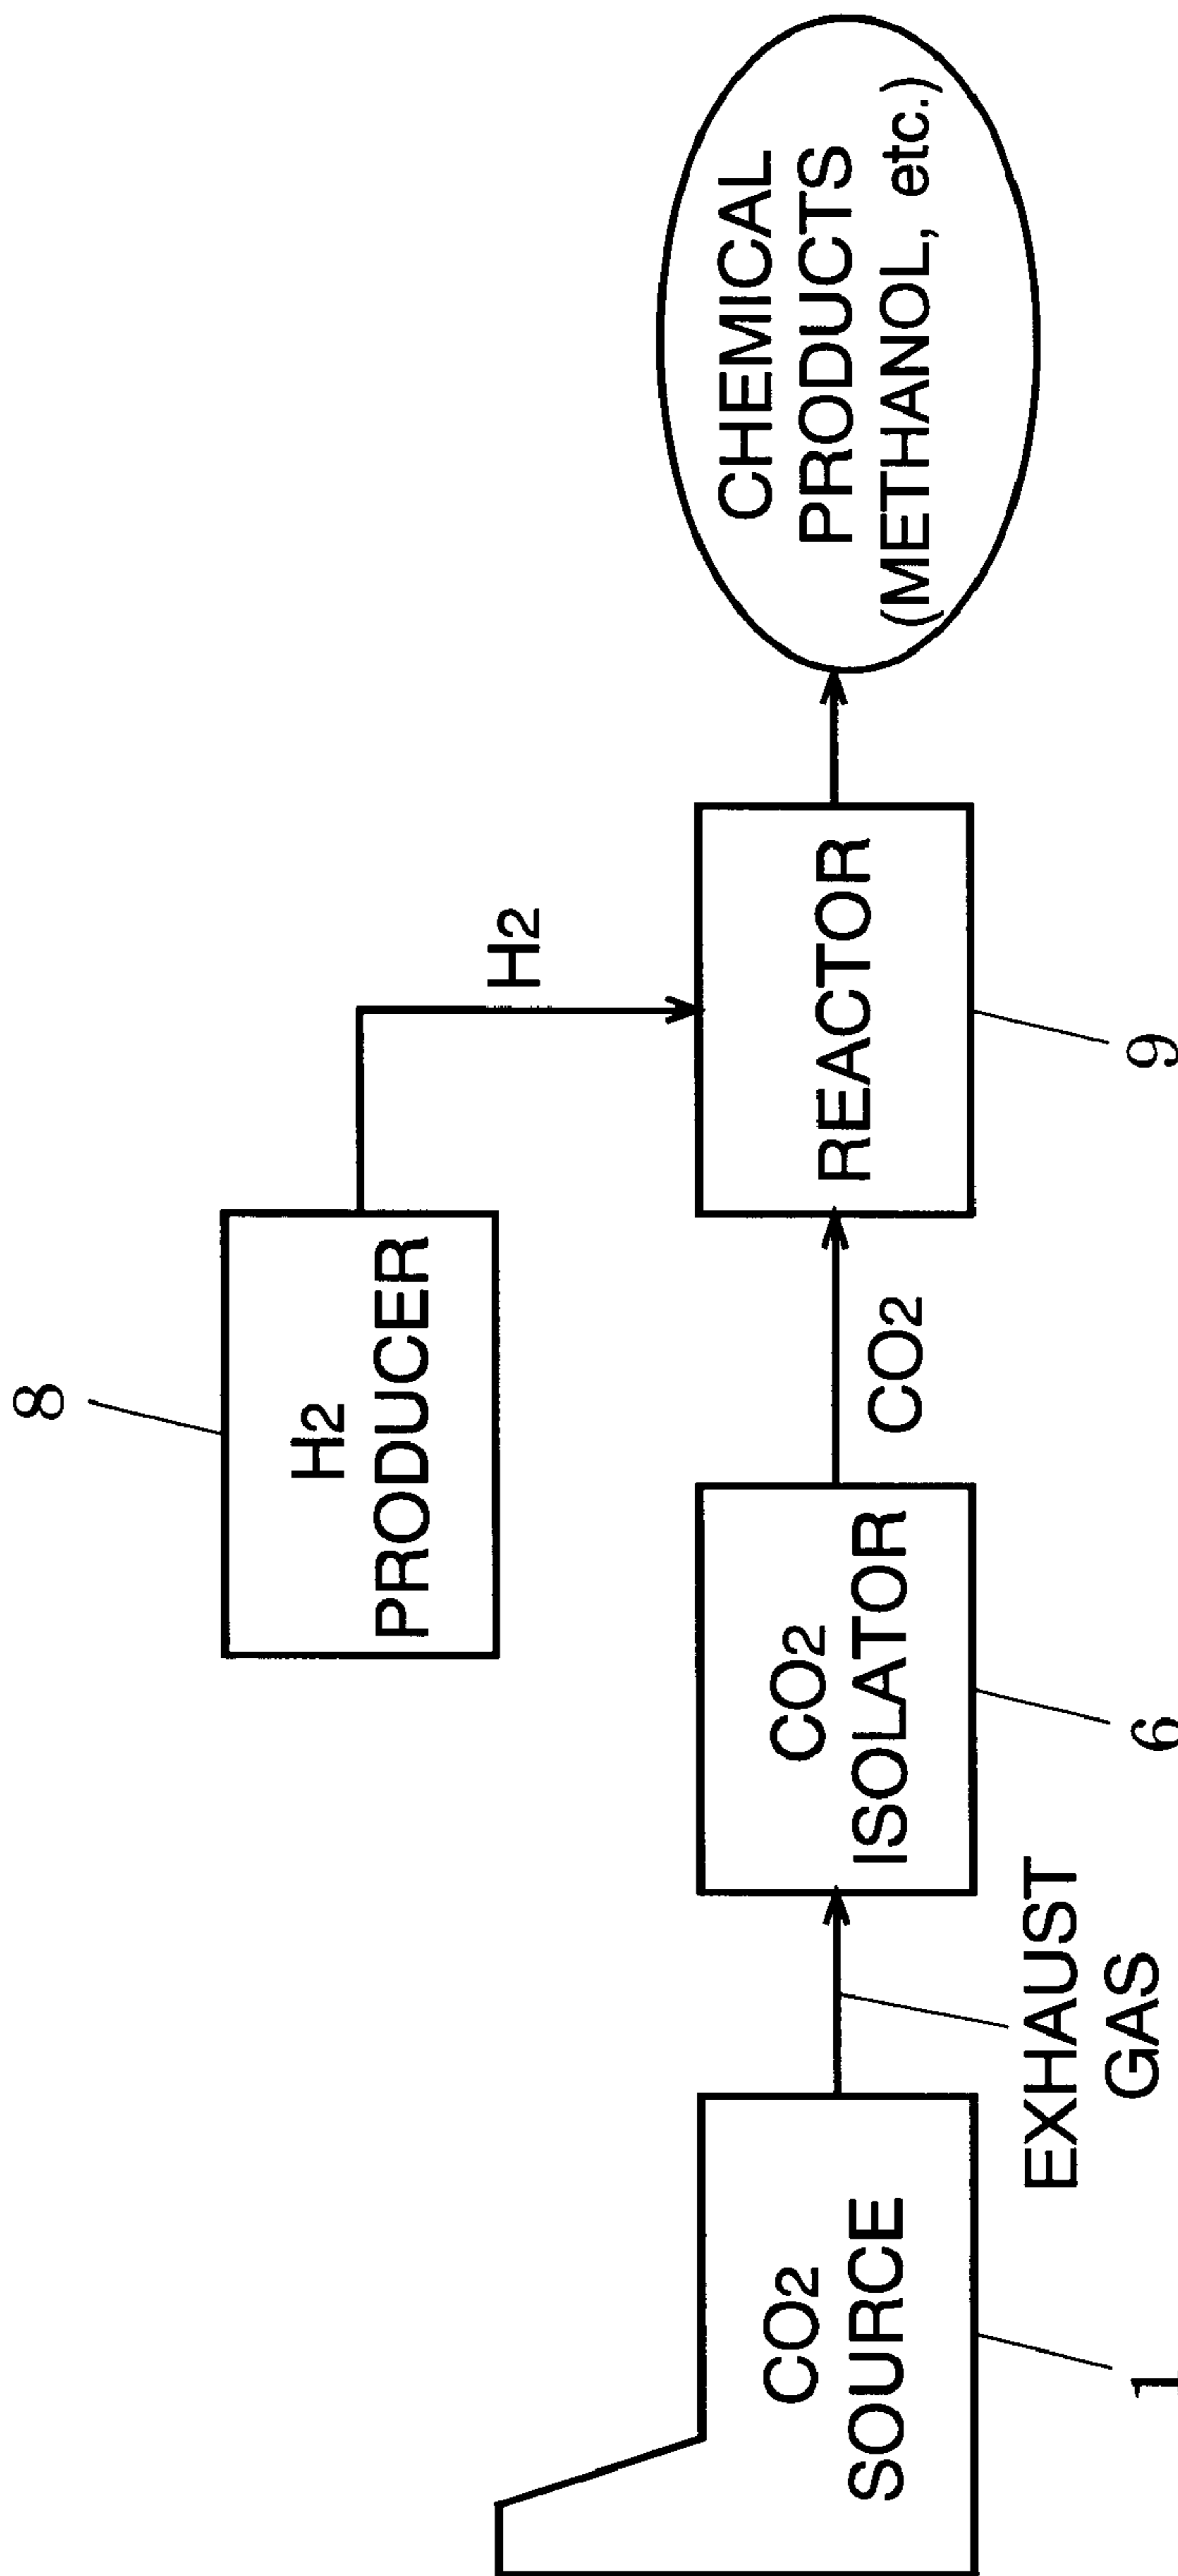 8
H2
PRODUCER
H2
CO2
SOURCE
1
EXHAUST
GAS
CO2
ISOLATOR
6
CO2
REACTOR
9
CHEMICAL
PRODUCTS
(METHANOL, etc.)